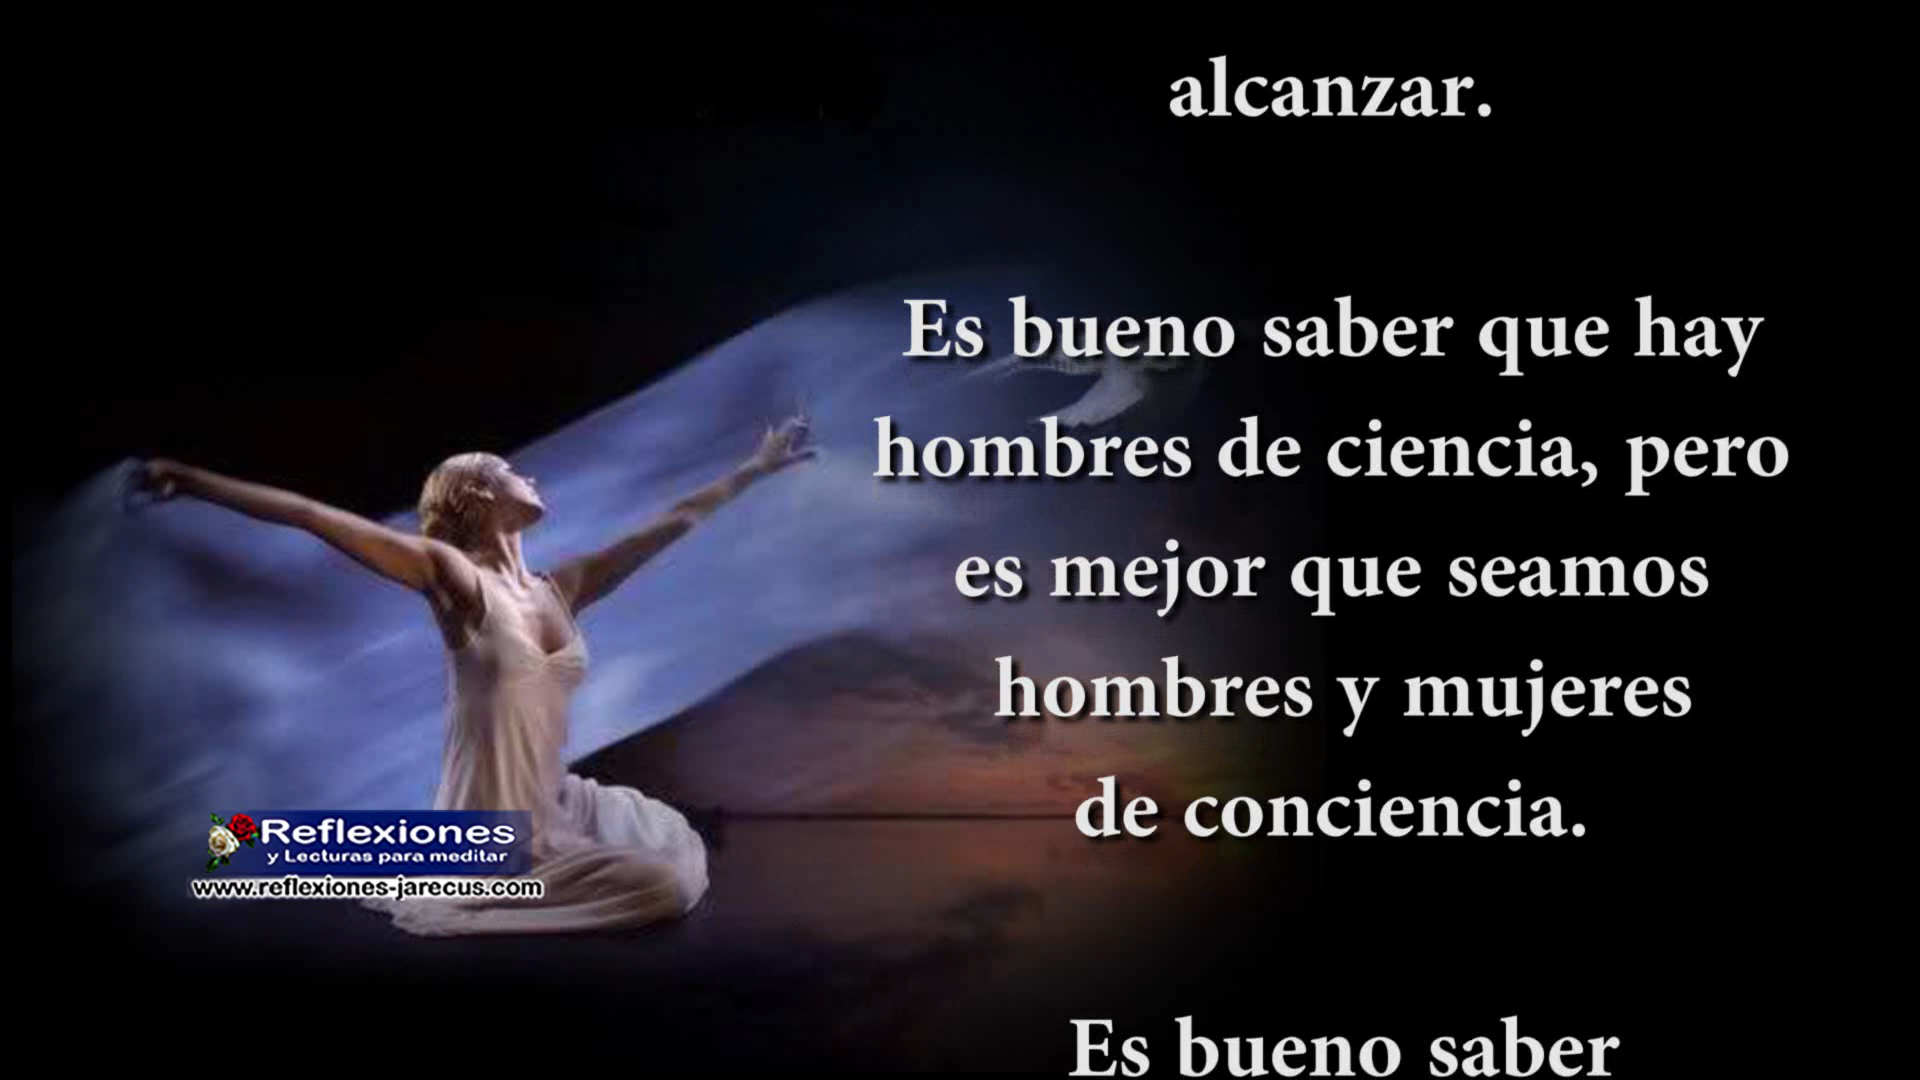 alcanzar.
Es bueno saber que hay
hombres de ciencia, pero
es mejor que seamos
hombres y mujeres
de conciencia.
Es bueno saber
Reflexiones
y Lecturas para meditar
www.reflexiones-jarecus.com